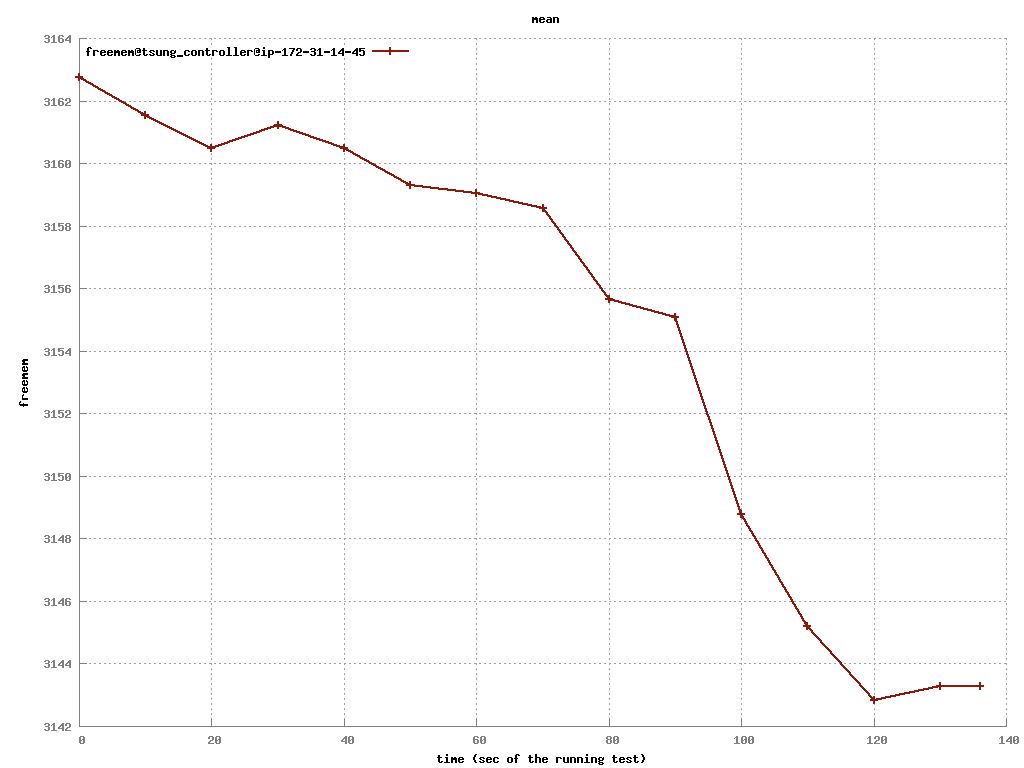 mean
3164
freemem@tsung_controller@ip-172-31-14-45
3162
3160
3158
3156
3154
freemem
3152
3150
3148
3146
3144
3142
0 20 40 60 80 100 120 140
time (sec of the running test)